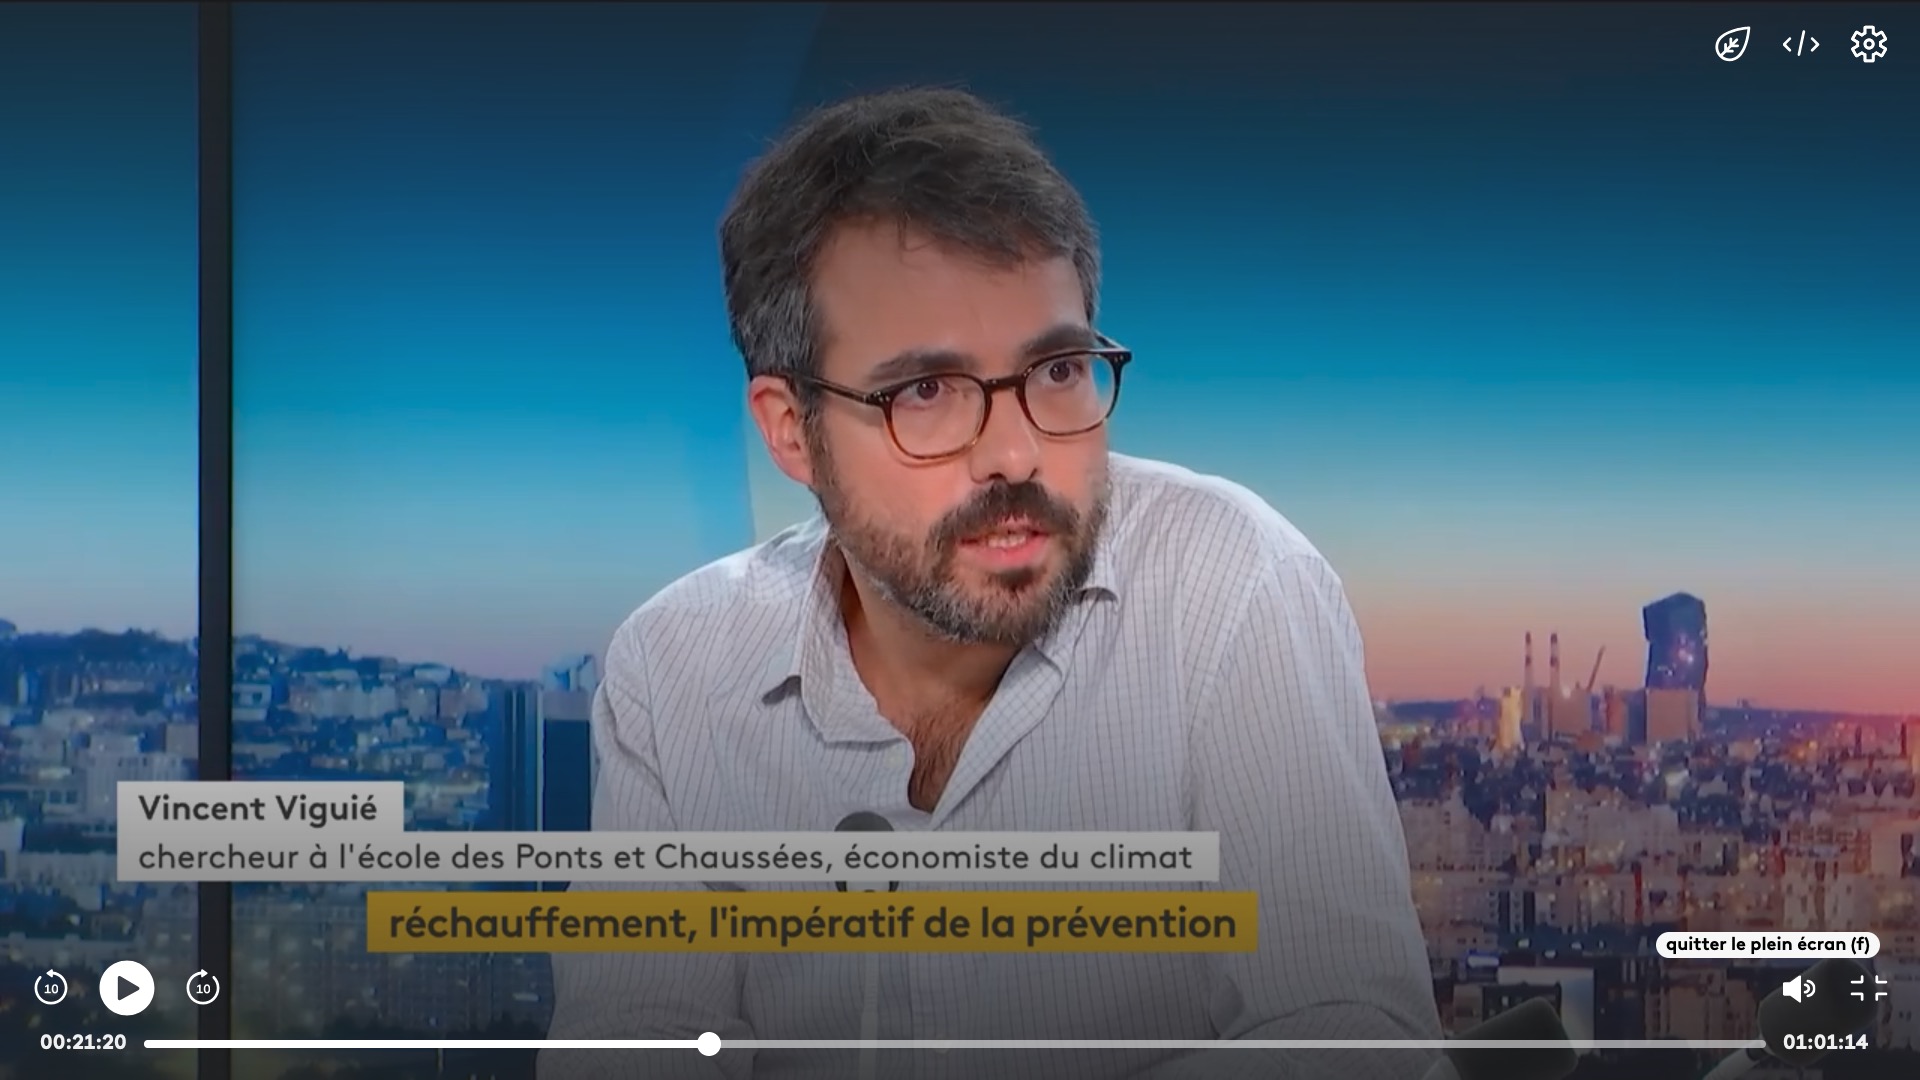 </>
Vincent Viguié
chercheur à l'école des Ponts et Chaussées, économiste du climat
réchauffement, l'impératif de la prévention
quitter le plein écran (f)
10
10
00:21:20
01:01:14